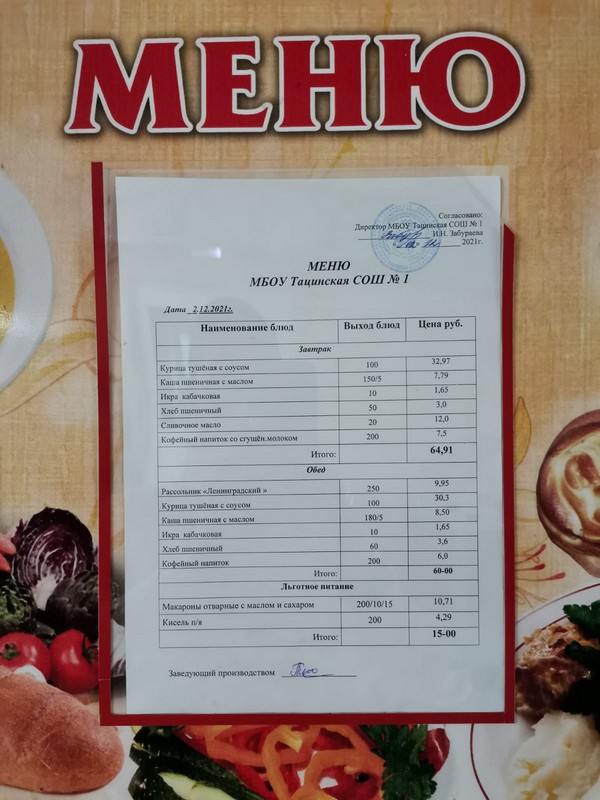 МЕНЮ
Согласовано:
Директор МБОУ Тацинская СОШ № 1
И.Н. Забураева
2021г.
МЕНЮ
МБОУ Тацинская СОШ № 1
Дата 2.12.2021г.
Наименование блюд Выход блюд Цена руб.
Завтрак
Курица тушёная с соусом 100 32,97
Каша пшеничная с маслом 150/5 7,79
Икра кабачковая 10 1,65
Хлеб пшеничный 50 3,0
Сливочное масло 20 12,0
Кофейный напиток со сгущён.молоком 200 7,5
Итого: 64,91
Обед
Рассольник «Ленинградский » 250 9,95
Курица тушёная с соусом 100 30,3
Каша пшеничная с маслом 180/5 8,50
Икра кабачковая 10 1,65
Хлеб пшеничный 60 3,6
Кофейный напиток 200 6,0
Итого: 60-00
Льготное питание
Макароны отварные с маслом и сахаром 200/10/15 10,71
Кисель п/я 200 4,29
Итого: 15-00
Заведующий производством